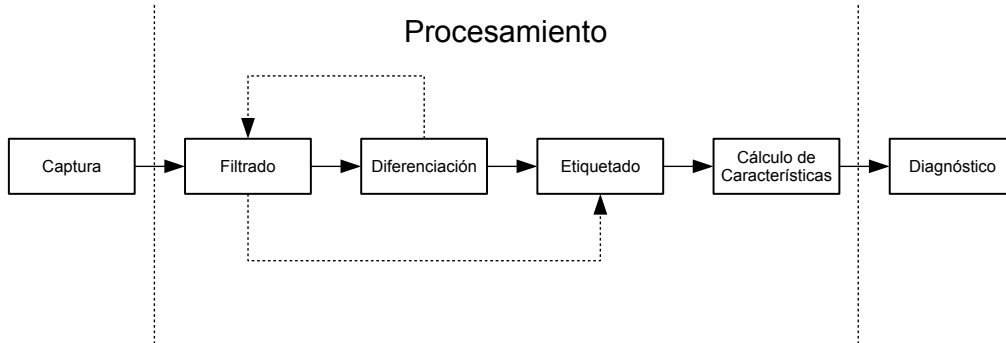 Procesamiento
Captura
Filtrado
Diferenciación
Etiquetado
Cálculo de
Características
Diagnóstico